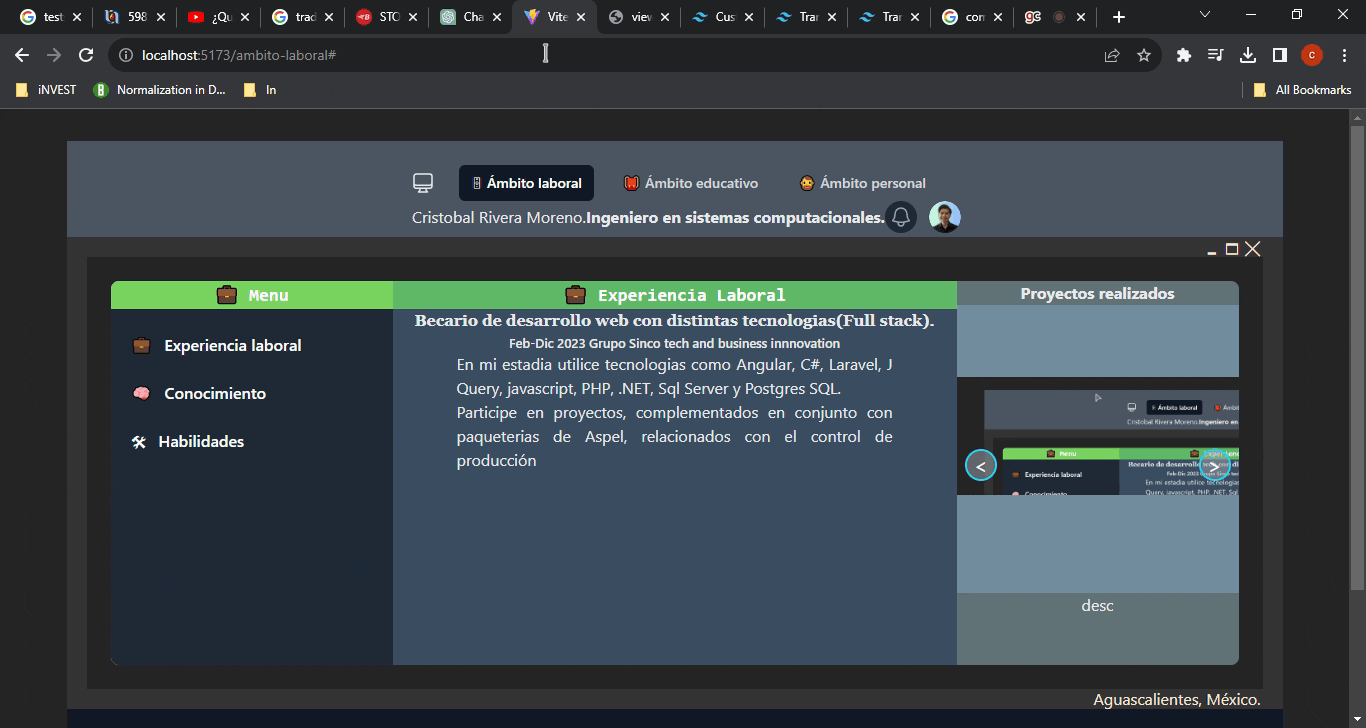 test
598
¿Qu
trad
STO
Cha
Vite
viev
Cus
Trar
Trar
con
localhost:5173/ambito-laboral#
C
iNVEST
Normalization in D...
In
All Bookmarks
Ámbito laboral
Ámbito educativo
Ámbito personal
Cristobal Rivera Moreno.Ingeniero en sistemas computacionales.
Menu
Experiencia laboral
Conocimiento
Habilidades
Experiencia Laboral
Becario de desarrollo web con distintas tecnologias(Full stack).
Feb-Dic 2023 Grupo Sinco tech and business innnovation
En mi estadia utilice tecnologias como Angular, C#, Laravel, J
Query, javascript, PHP, .NET, Sql Server y Postgres SQL.
Participe en proyectos, complementados en conjunto con
paqueterias de Aspel, relacionados con el control de
producción
Proyectos realizados
Ámbito laboral
Cristobal Rivera Moreno.Ingeniero en
Menu
Experiencia laboral
Conocimiento
Feb-Dic 2023
En mi estadia utilice tecnologias
Query, javascript, PHP, .NET, Sql
<
>
desc
Aguascalientes, México.